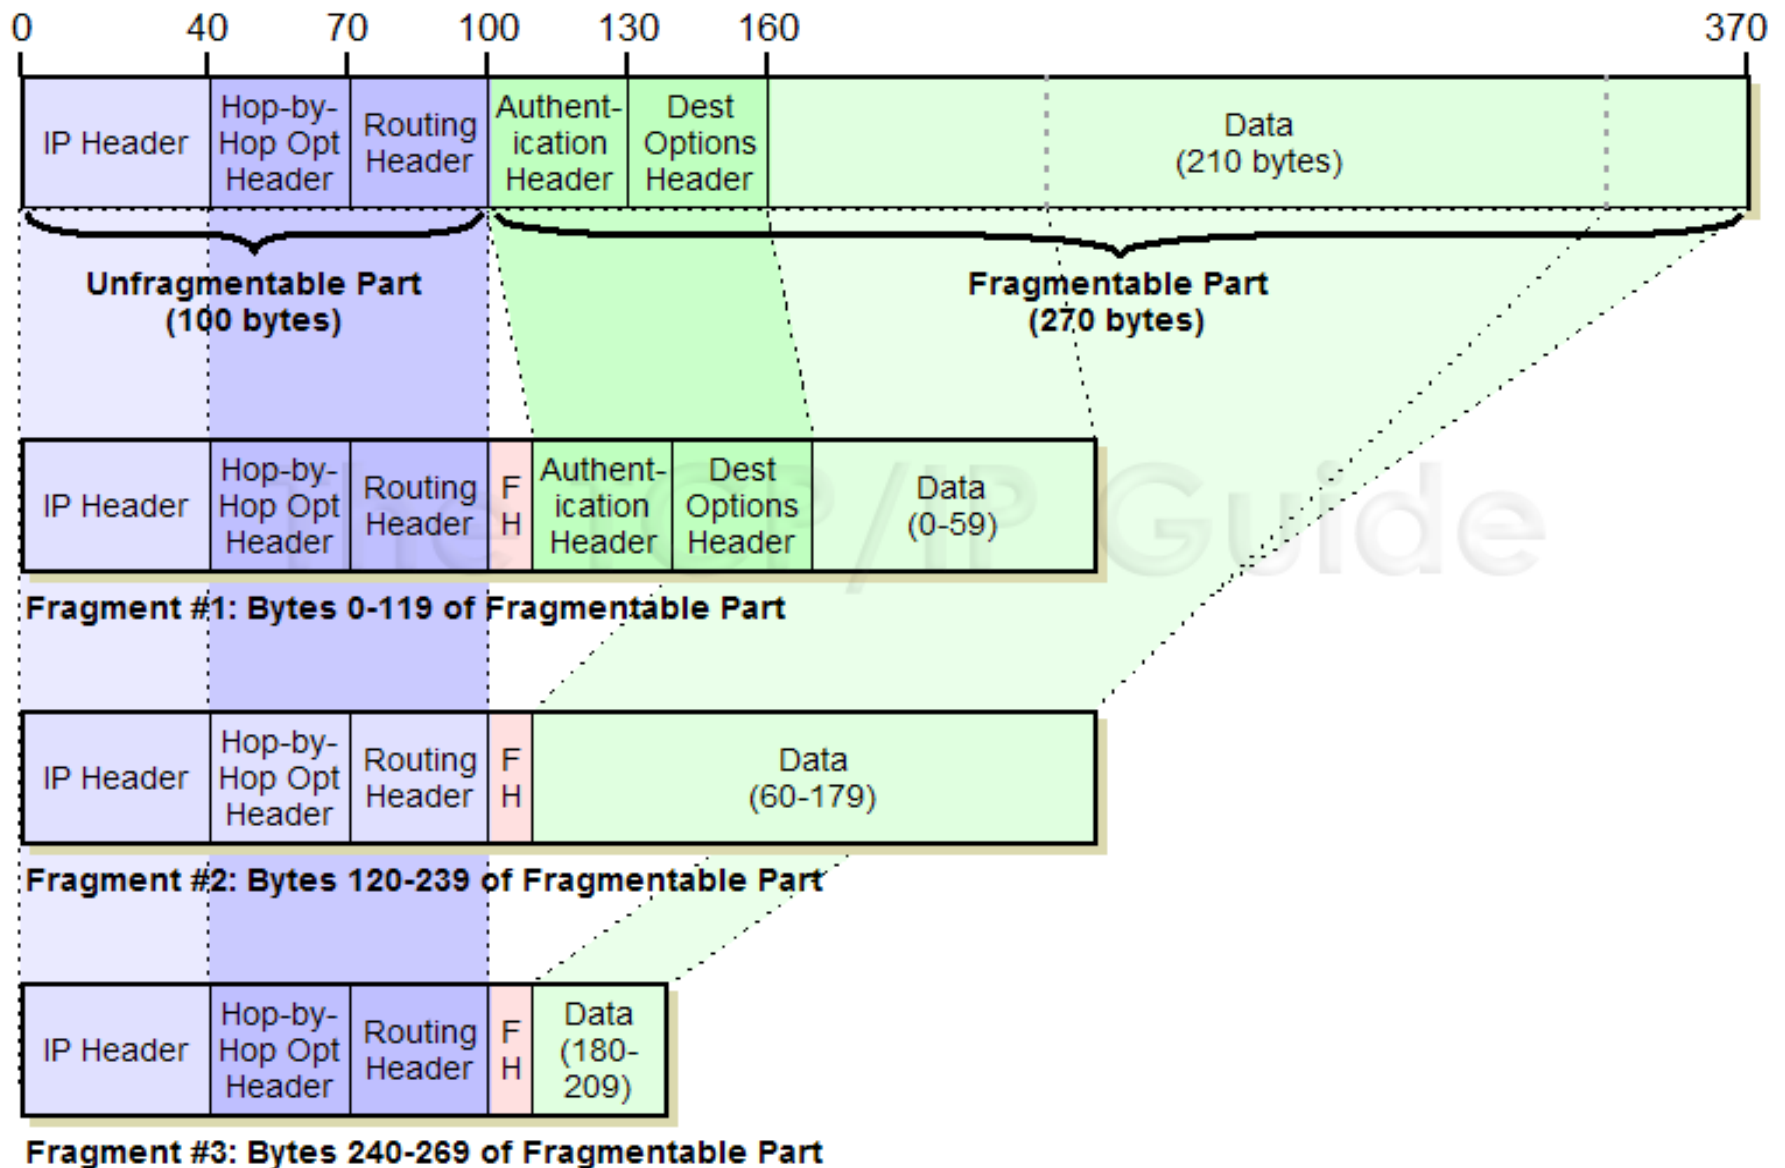 0 40 70 100 130 160 370
IP Header
Hop-by-
Hop Opt
Header
Routing
Header
Authent-
ication
Header
Dest
Options
Header
Data
(210 bytes)
Unfragmentable Part
(100 bytes)
Fragmentable Part
(270 bytes)
The TCP/IP Guide
IP Header
Hop-by-
Hop Opt
Header
Routing
Header
F
H
Authent-
ication
Header
Dest
Options
Header
Data
(0-59)
Fragment #1: Bytes 0-119 of Fragmentable Part
IP Header
Hop-by-
Hop Opt
Header
Routing
Header
F
H
Data
(60-179)
Fragment #2: Bytes 120-239 of Fragmentable Part
IP Header
Hop-by-
Hop Opt
Header
Routing
Header
F
H
Data
(180-
209)
Fragment #3: Bytes 240-269 of Fragmentable Part